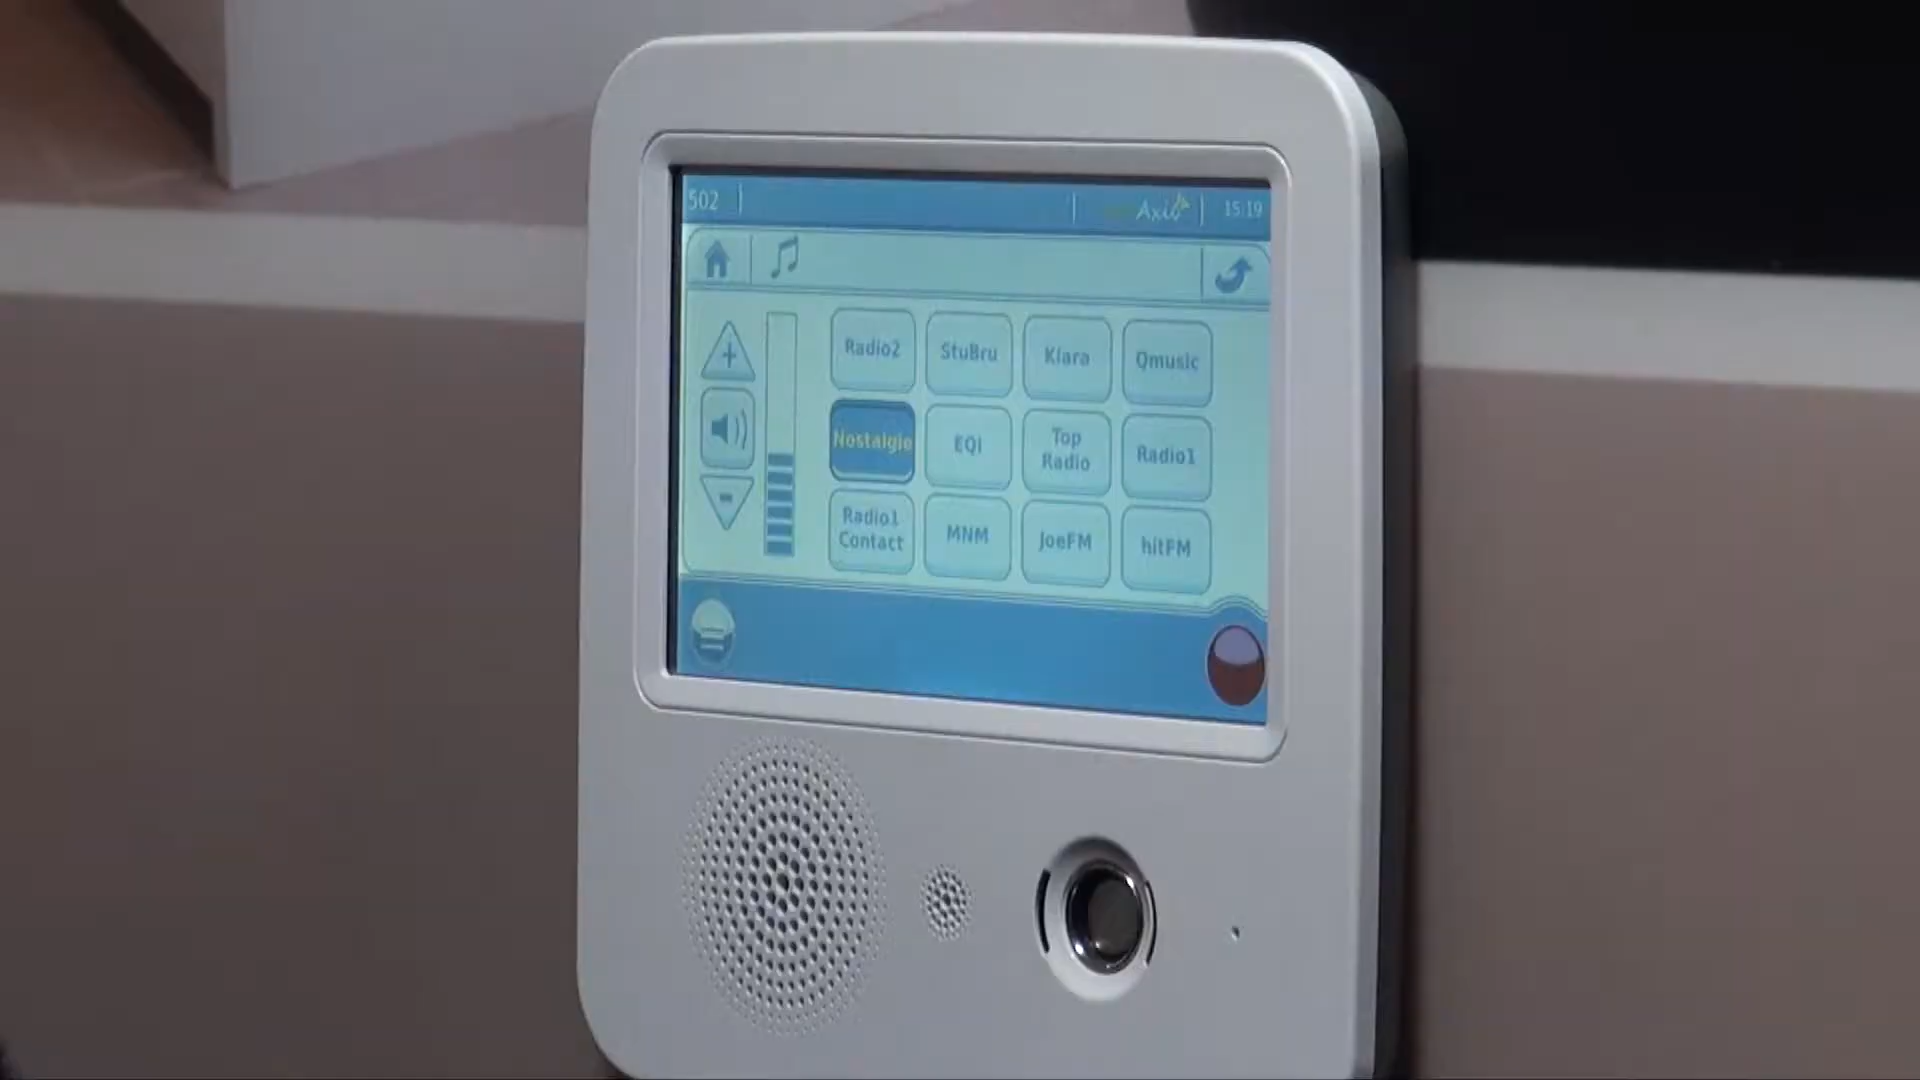 502
Axio
15:19
Radio2
StuBru
Klara
Qmusic
Nostalgie
EQI
Top
Radio
Radio1
Radio1
Contact
MNM
JoeFM
hitFM